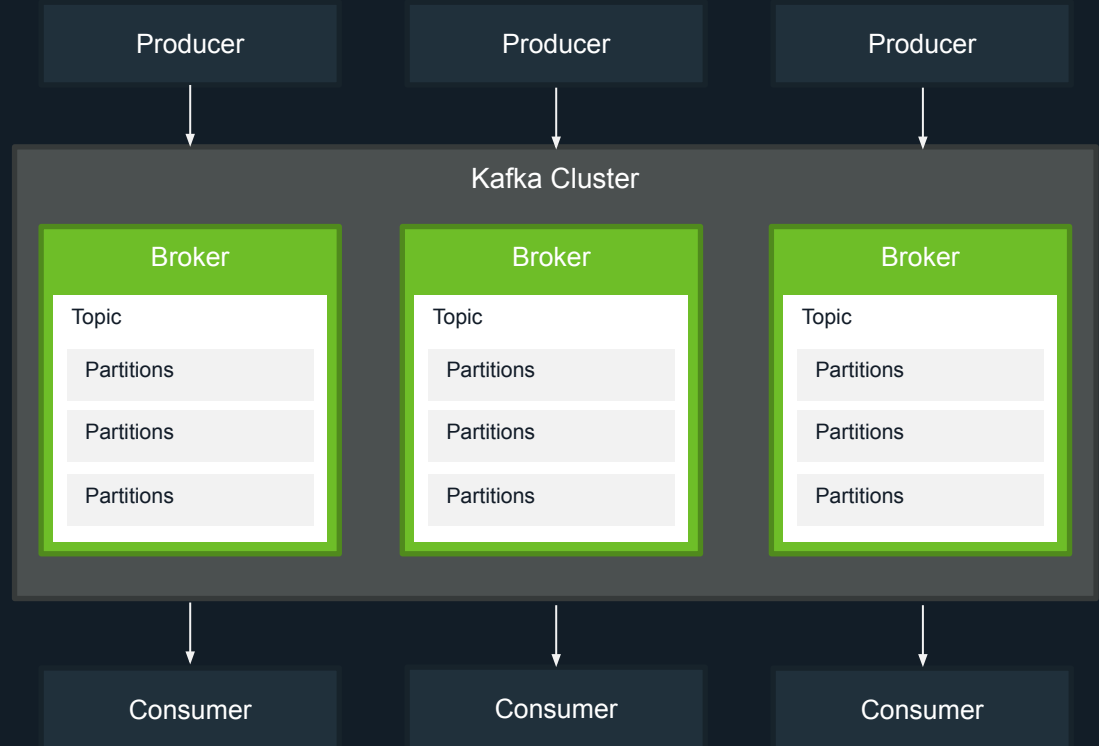 Producer
Producer
Producer
Kafka Cluster
Broker
Topic
Partitions
Partitions
Partitions
Broker
Topic
Partitions
Partitions
Partitions
Broker
Topic
Partitions
Partitions
Partitions
Consumer
Consumer
Consumer